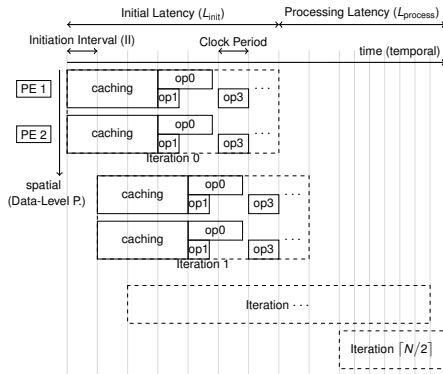 Initial Latency (L_init)
Processing Latency (L_process)
Initiation Interval (II)
Clock Period
time (temporal)
PE 1
caching
op0
op1
op3
...
PE 2
caching
op0
op1
op3
...
Iteration 0
spatial
(Data-Level P.)
caching
op0
op1
op3
...
caching
op0
op1
op3
...
Iteration 1
Iteration ···
Iteration ⌈N/2⌉